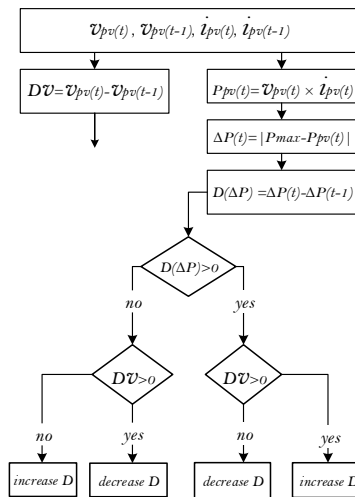 vpv(t) , vpv(t-1), ipv(t), ipv(t-1)
Dv=vpv(t)-vpv(t-1)
Ppv(t)=vpv(t) × ipv(t)
ΔP(t)=|Pmax-Ppv(t)|
D(ΔP) =ΔP(t)-ΔP(t-1)
D(ΔP)>0
no
yes
Dv>0
Dv>0
no
yes
no
yes
increase D
decrease D
decrease D
increase D